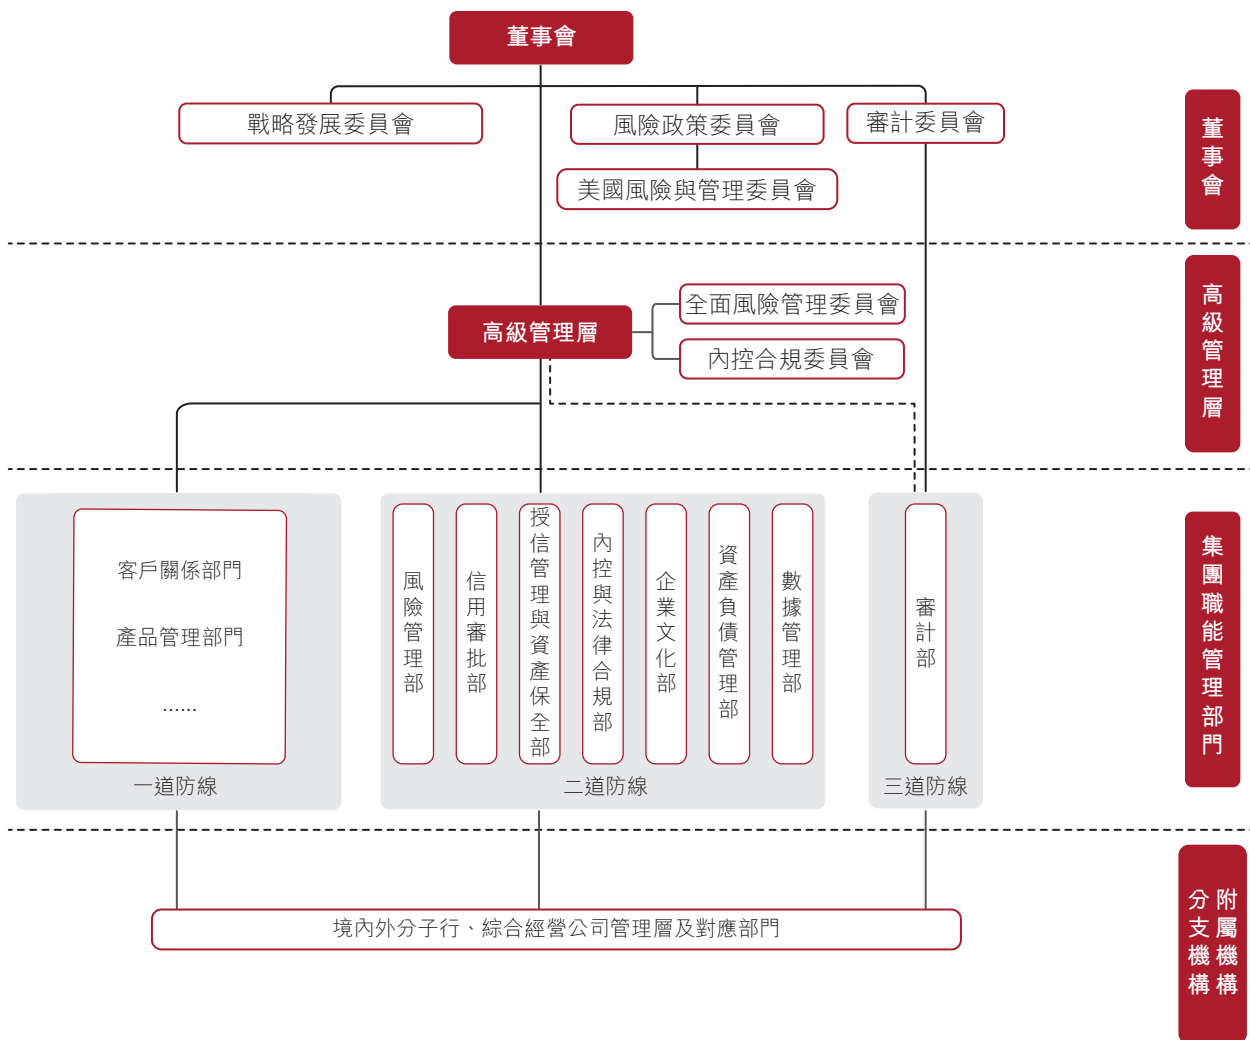 董事會
戰略發展委員會
風險政策委員會
審計委員會
美國風險與管理委員會
董事會
高級管理層
全面風險管理委員會
內控合規委員會
高級管理層
客戶關係部門
產品管理部門
......
一道防線
風險管理部
信用審批部
授信管理與資產保全部
內控與法律合規部
企業文化部
資產負債管理部
數據管理部
二道防線
審計部
三道防線
集團職能管理部門
境內外分子行、綜合經營公司管理層及對應部門
附屬機構
分支機構